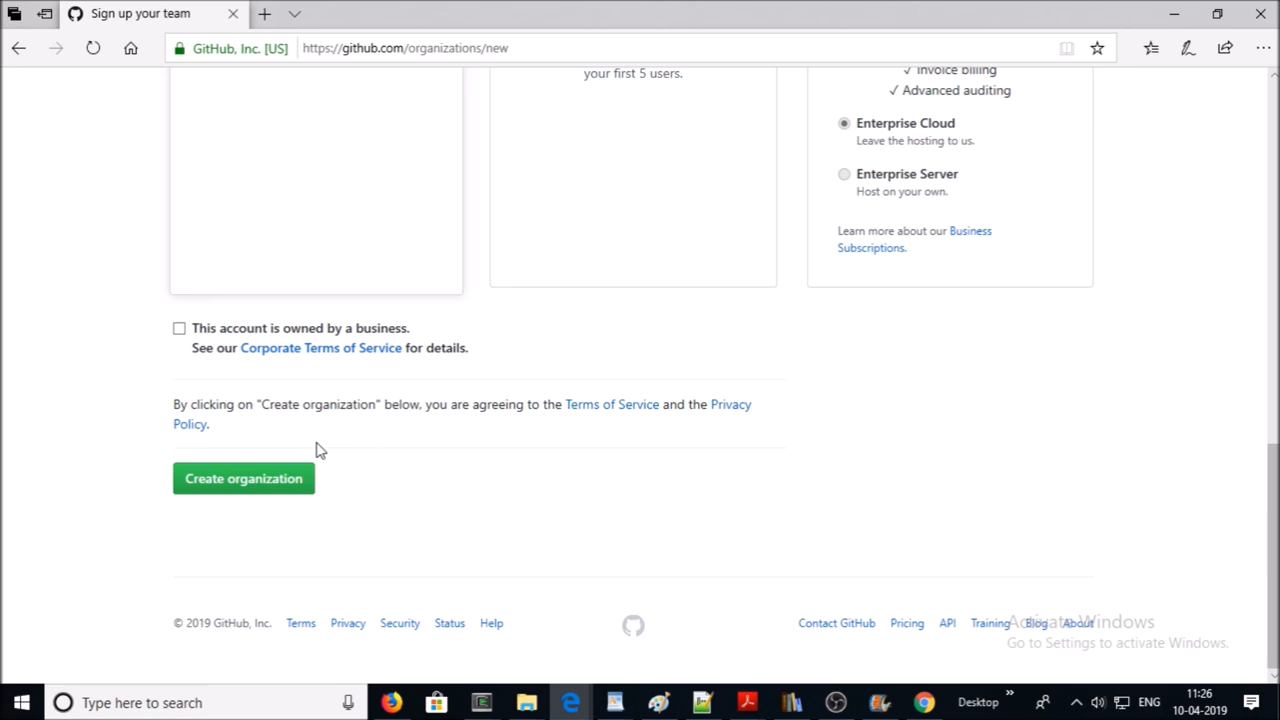 Sign up your team
GitHub, Inc. [US]
https://github.com/organizations/new
your first 5 users.
✓ Invoice billing
✓ Advanced auditing
Enterprise Cloud
Leave the hosting to us.
Enterprise Server
Host on your own.
Learn more about our Business
Subscriptions.
This account is owned by a business.
See our Corporate Terms of Service for details.
By clicking on "Create organization" below, you are agreeing to the Terms of Service and the Privacy
Policy.
Create organization
© 2019 GitHub, Inc. Terms Privacy Security Status Help
Contact GitHub Pricing API Training Blog About
Activate Windows
Go to Settings to activate Windows.
Type here to search
Desktop
ENG
11:26
10-04-2019